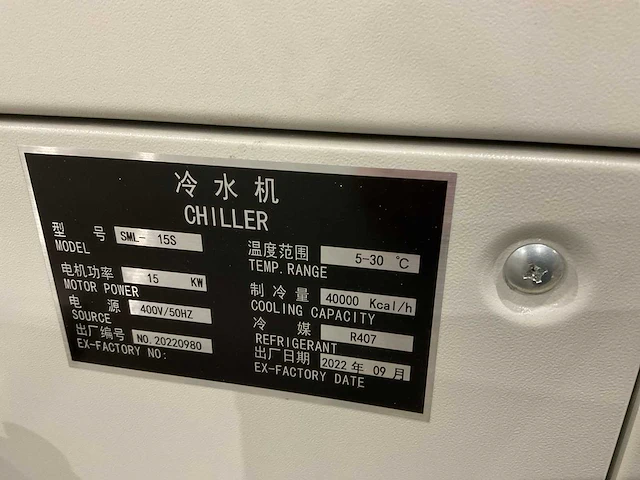 冷水机
CHILLER
型 号 SML- 15S
MODEL
电机功率 15 KW
MOTOR POWER
电 源 400V/50HZ
SOURCE
出厂编号 NO.20220980
EX-FACTORY NO:
温度范围 5-30 ℃
TEMP.RANGE
制 冷 量 40000 Kcal/h
COOLING CAPACITY
冷 媒 R407
REFRIGERANT
出厂日期 2022 年 09 月
EX-FACTORY DATE